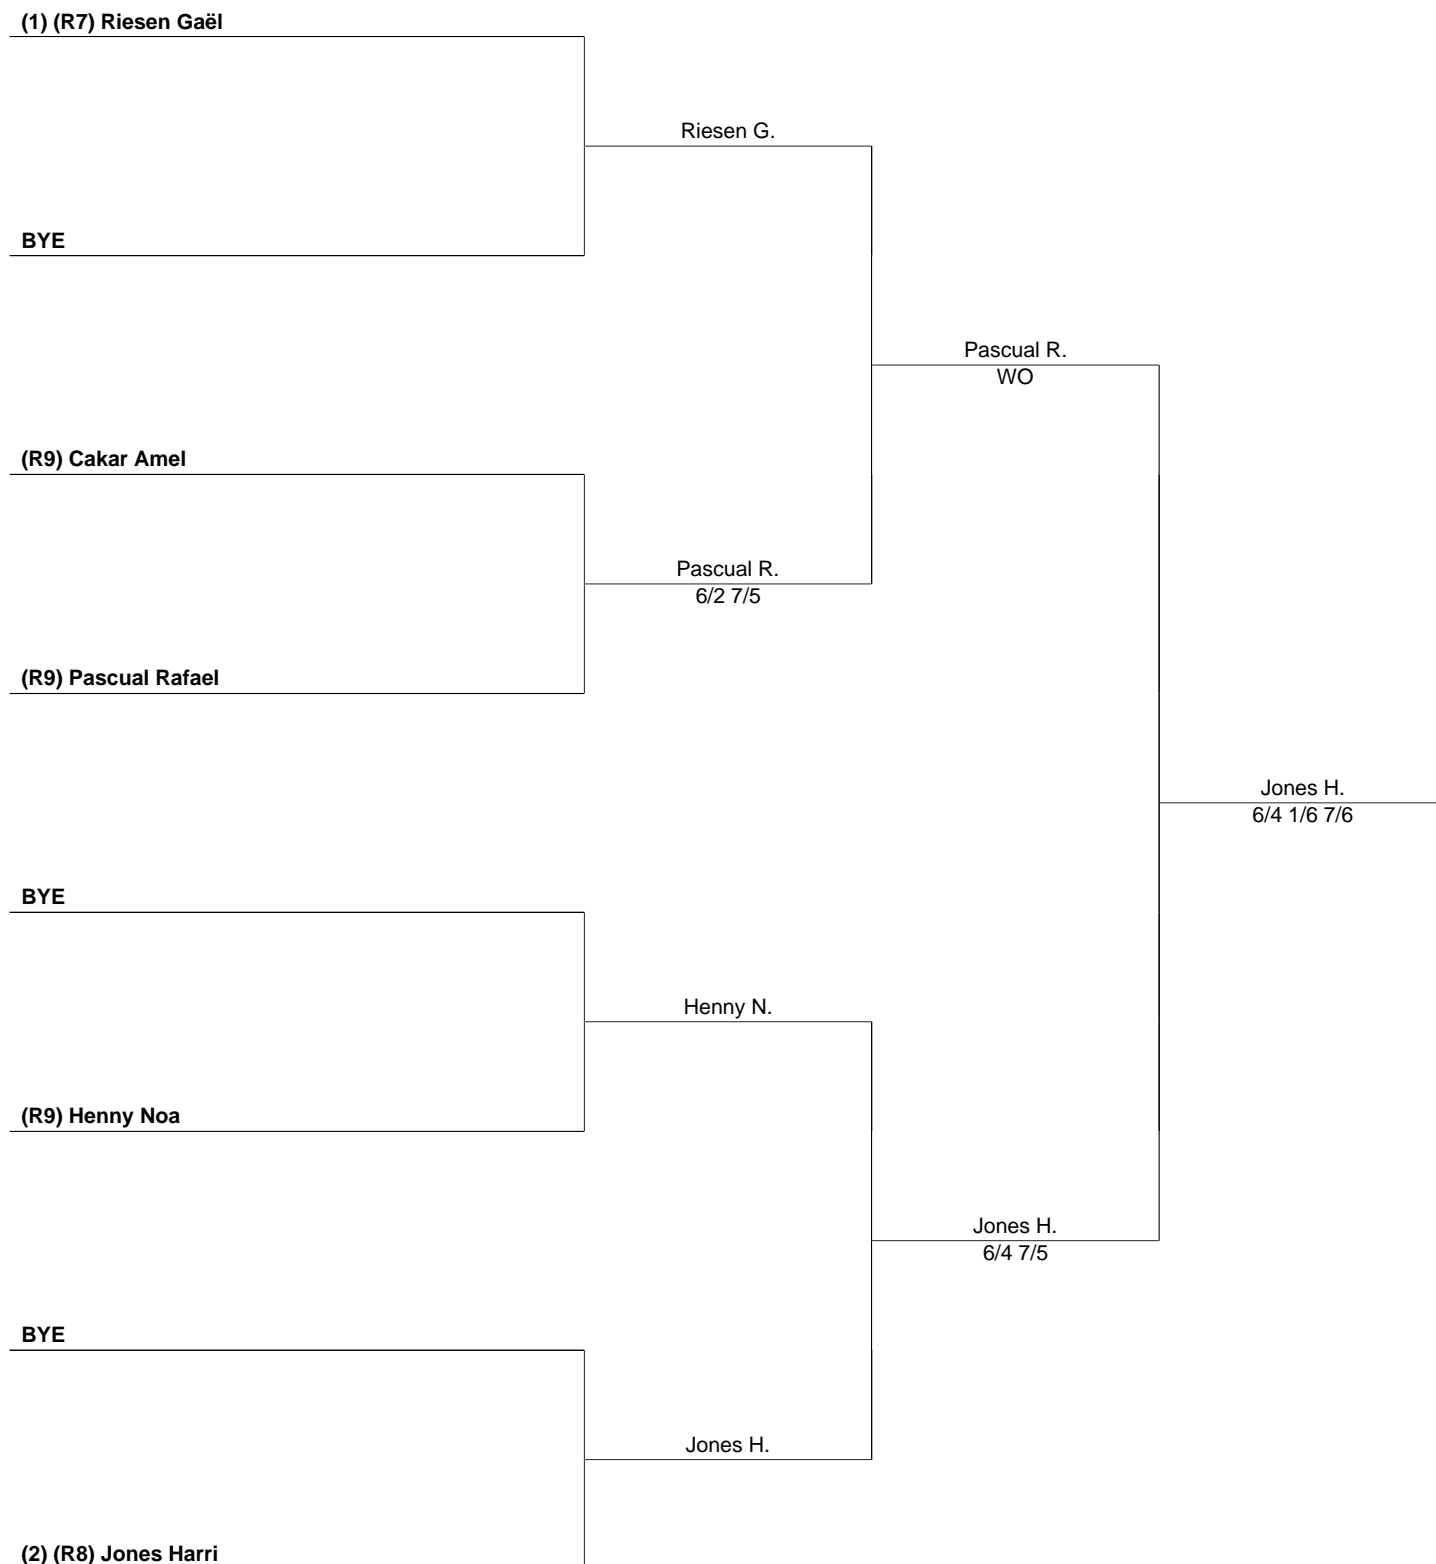 (1) (R7) Riesen Gaël
Riesen G.
BYE
Pascual R.
WO
(R9) Cakar Amel
Pascual R.
6/2 7/5
(R9) Pascual Rafael
Jones H.
6/4 1/6 7/6
BYE
Henny N.
(R9) Henny Noa
Jones H.
6/4 7/5
BYE
Jones H.
(2) (R8) Jones Harri